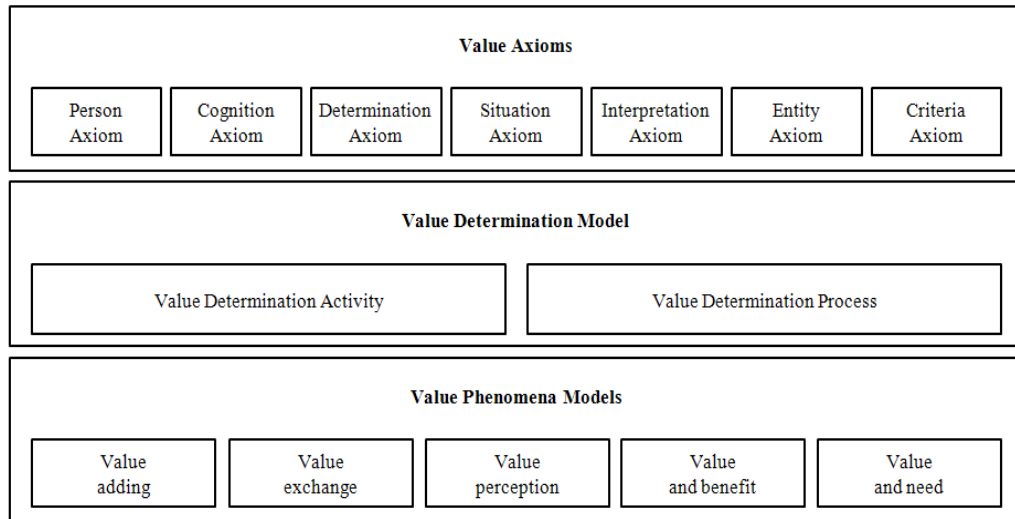 Value Axioms
Person
Axiom
Cognition
Axiom
Determination
Axiom
Situation
Axiom
Interpretation
Axiom
Entity
Axiom
Criteria
Axiom
Value Determination Model
Value Determination Activity
Value Determination Process
Value Phenomena Models
Value
adding
Value
exchange
Value
perception
Value
and benefit
Value
and need